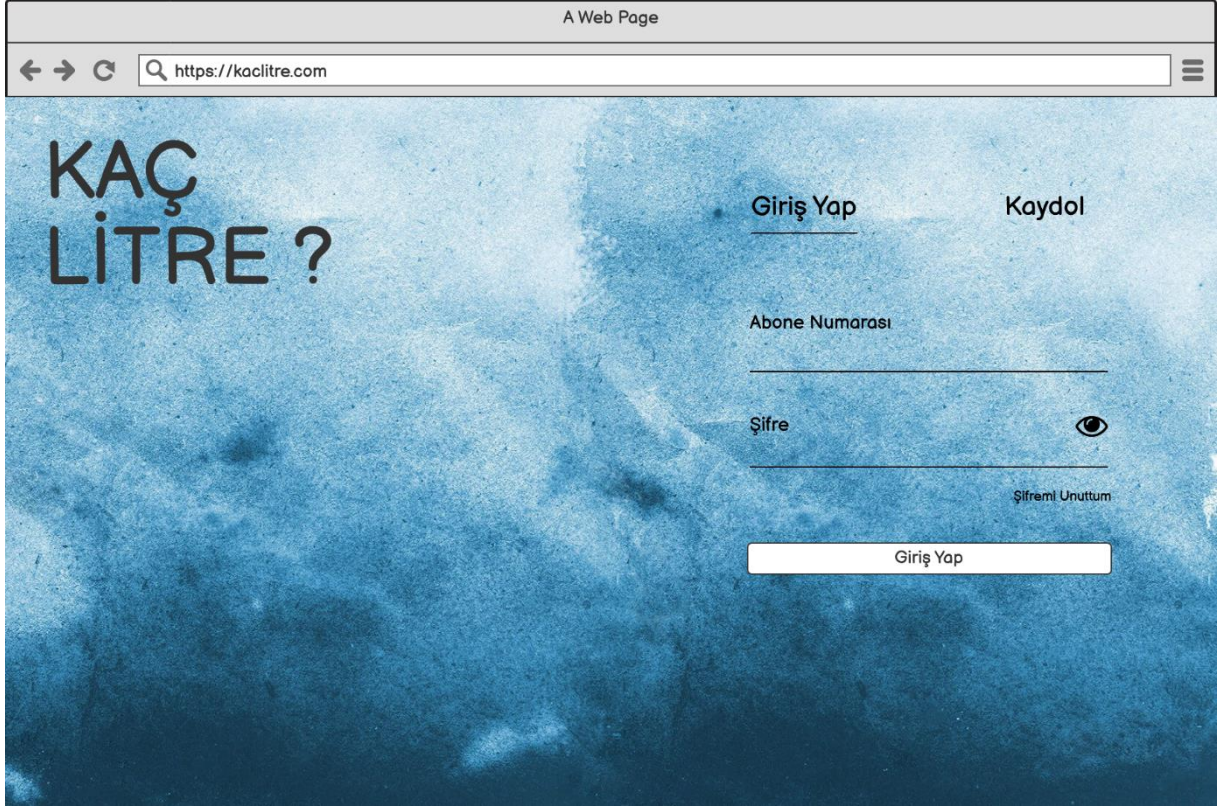 A Web Page
https://kaclitre.com
KAÇ
LİTRE ?
Giriş Yap
Kaydol
Abone Numarası
Şifre
Şifremi Unuttum
Giriş Yap